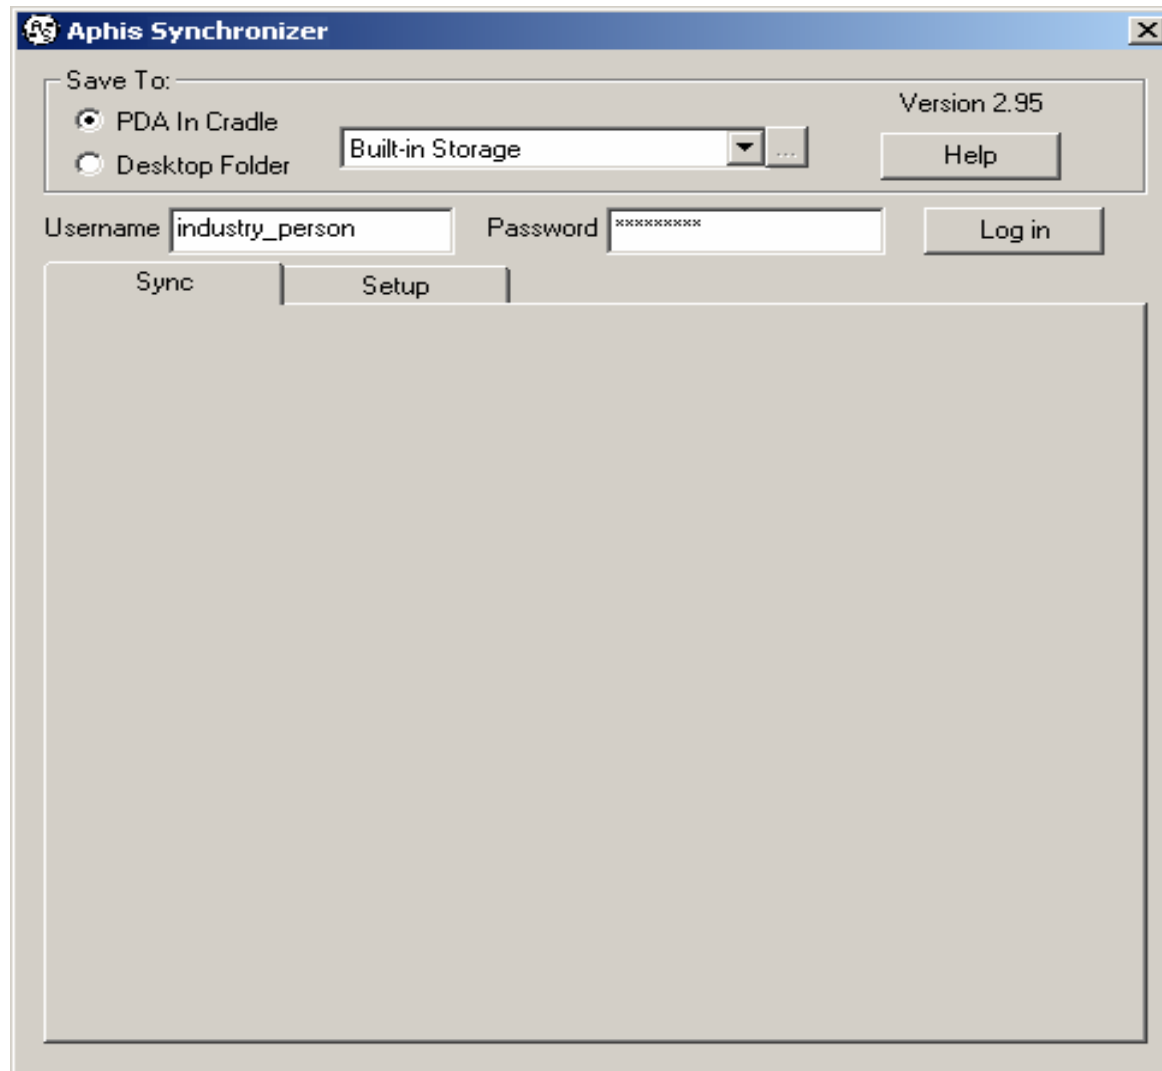 Aphis Synchronizer
Save To:
PDA In Cradle
Desktop Folder
Built-in Storage
...
Version 2.95
Help
Username industry_person Password ********* Log in
Sync Setup